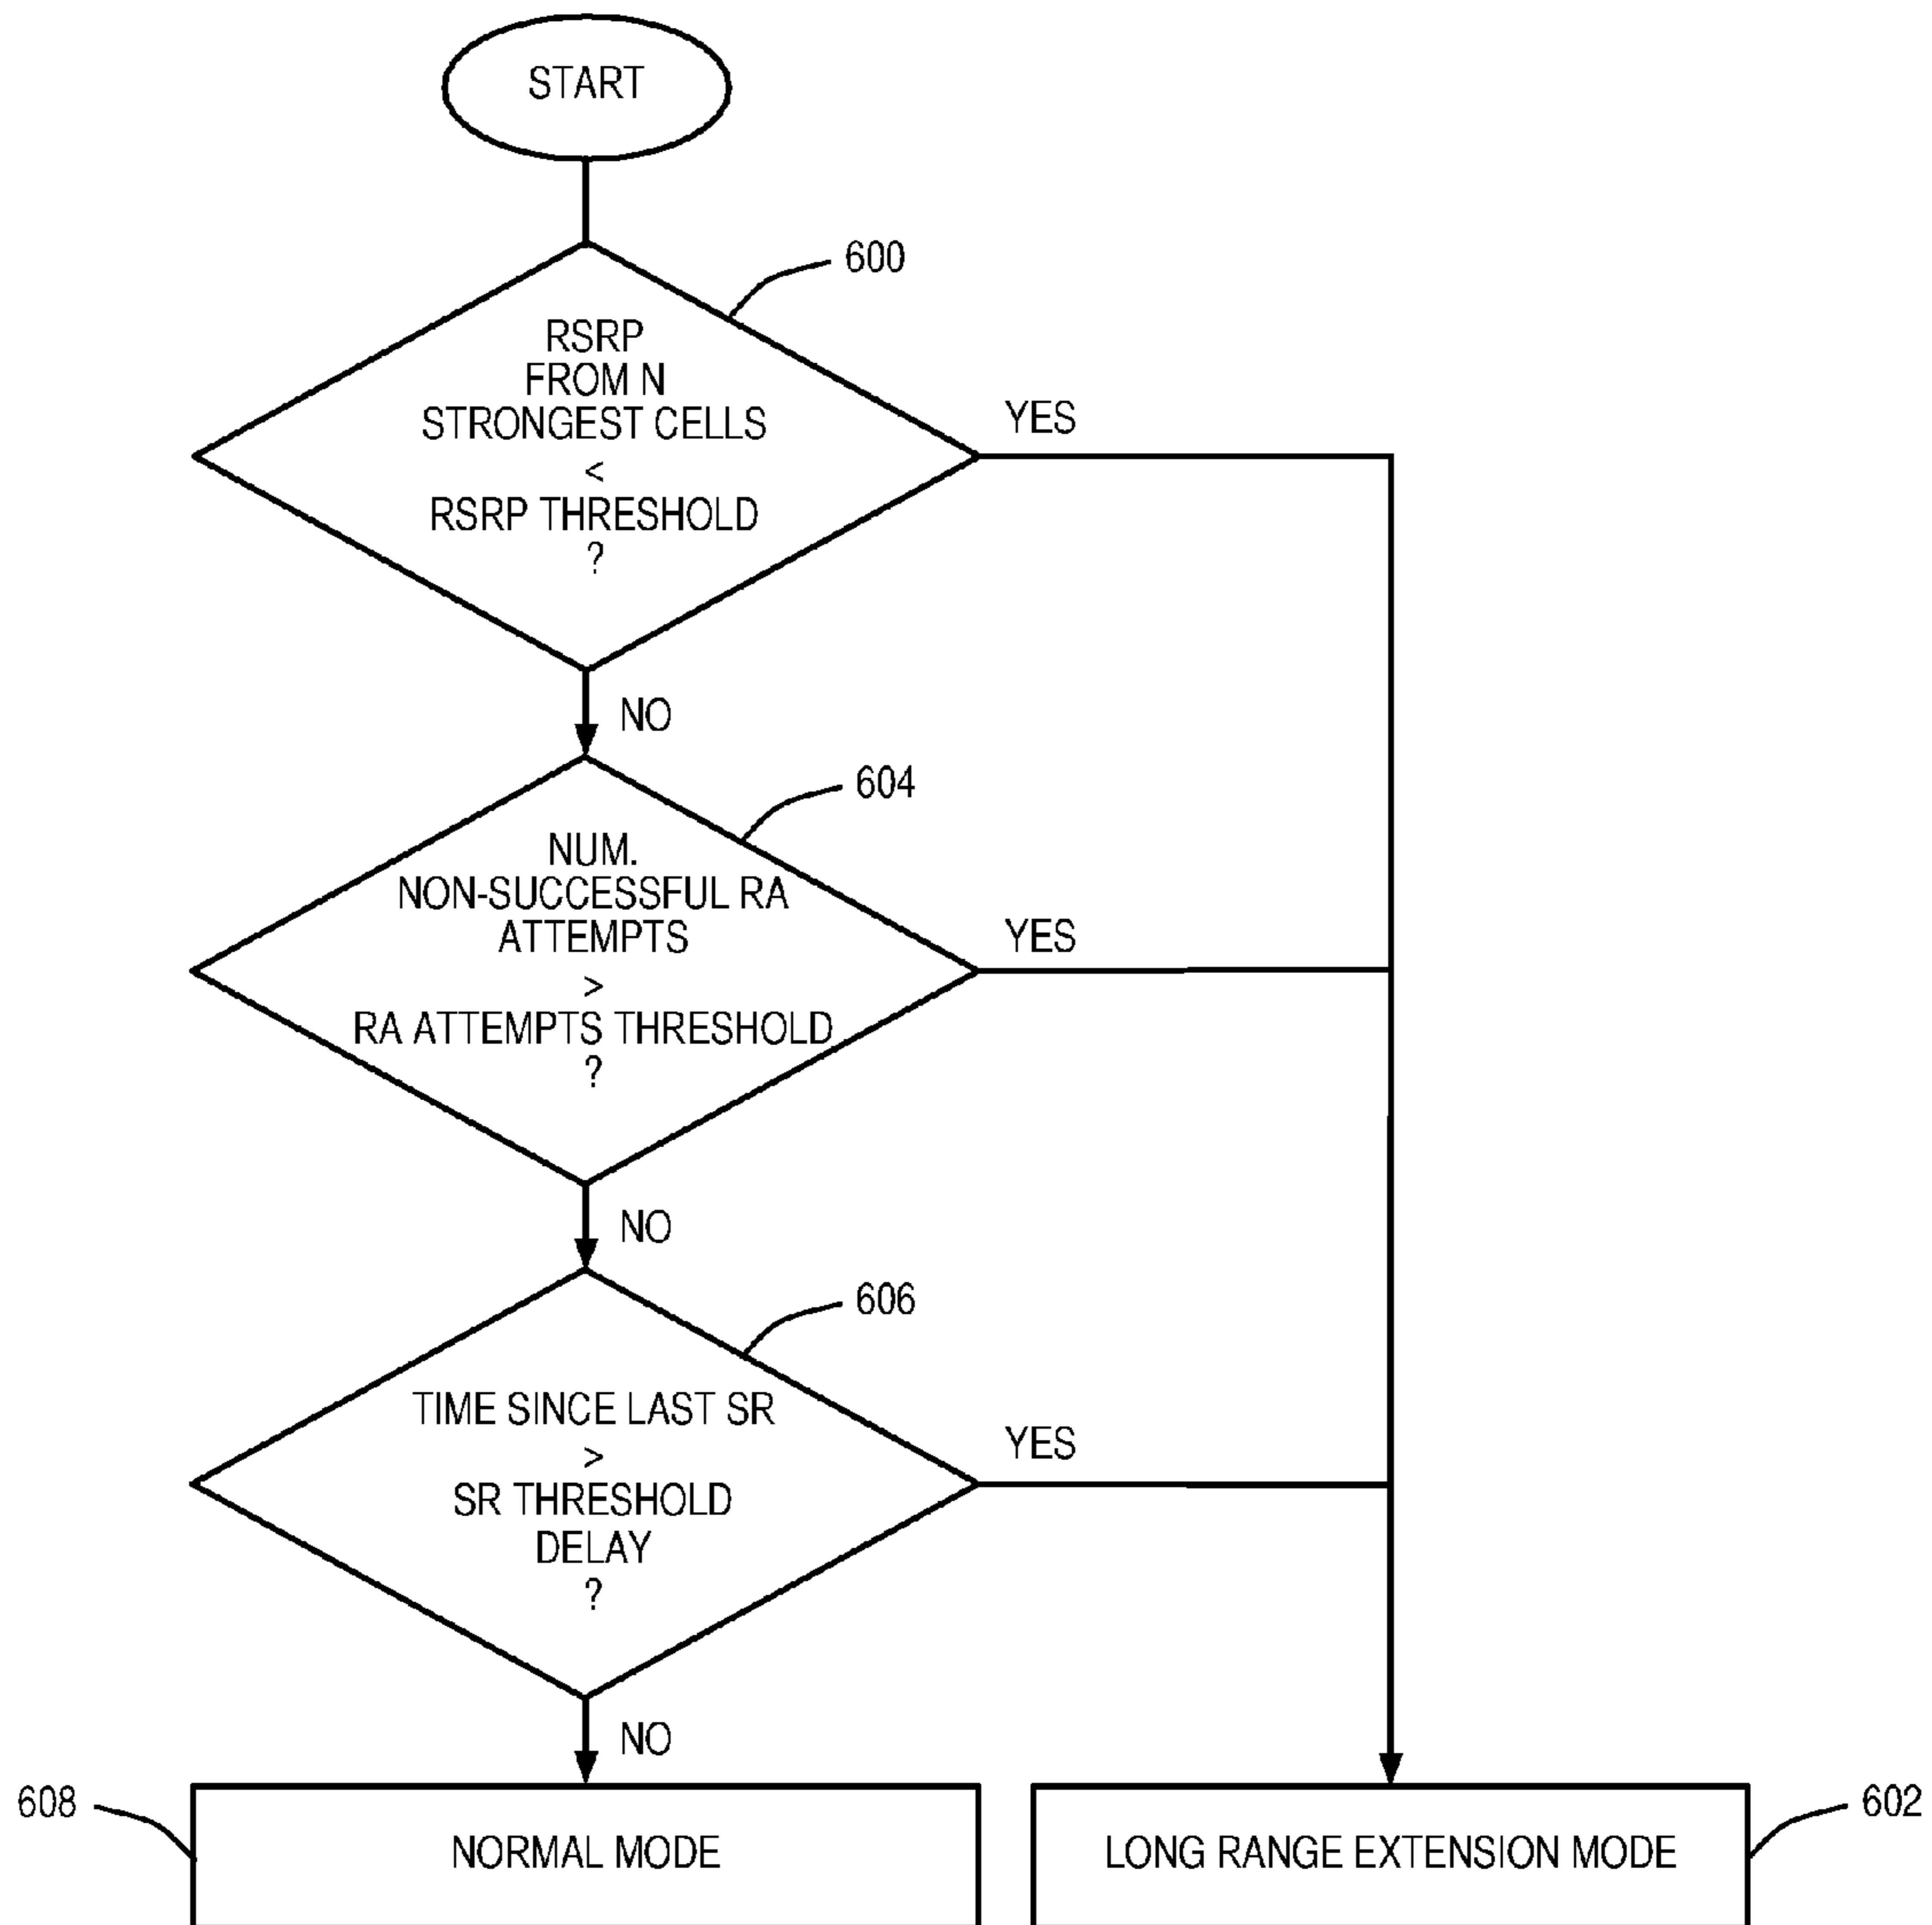 START
600
RSRP
FROM N
STRONGEST CELLS
<
RSRP THRESHOLD
?
YES
NO
604
NUM.
NON-SUCCESSFUL RA
ATTEMPTS
>
RA ATTEMPTS THRESHOLD
?
YES
NO
606
TIME SINCE LAST SR
>
SR THRESHOLD
DELAY
?
YES
NO
608
NORMAL MODE
LONG RANGE EXTENSION MODE
602